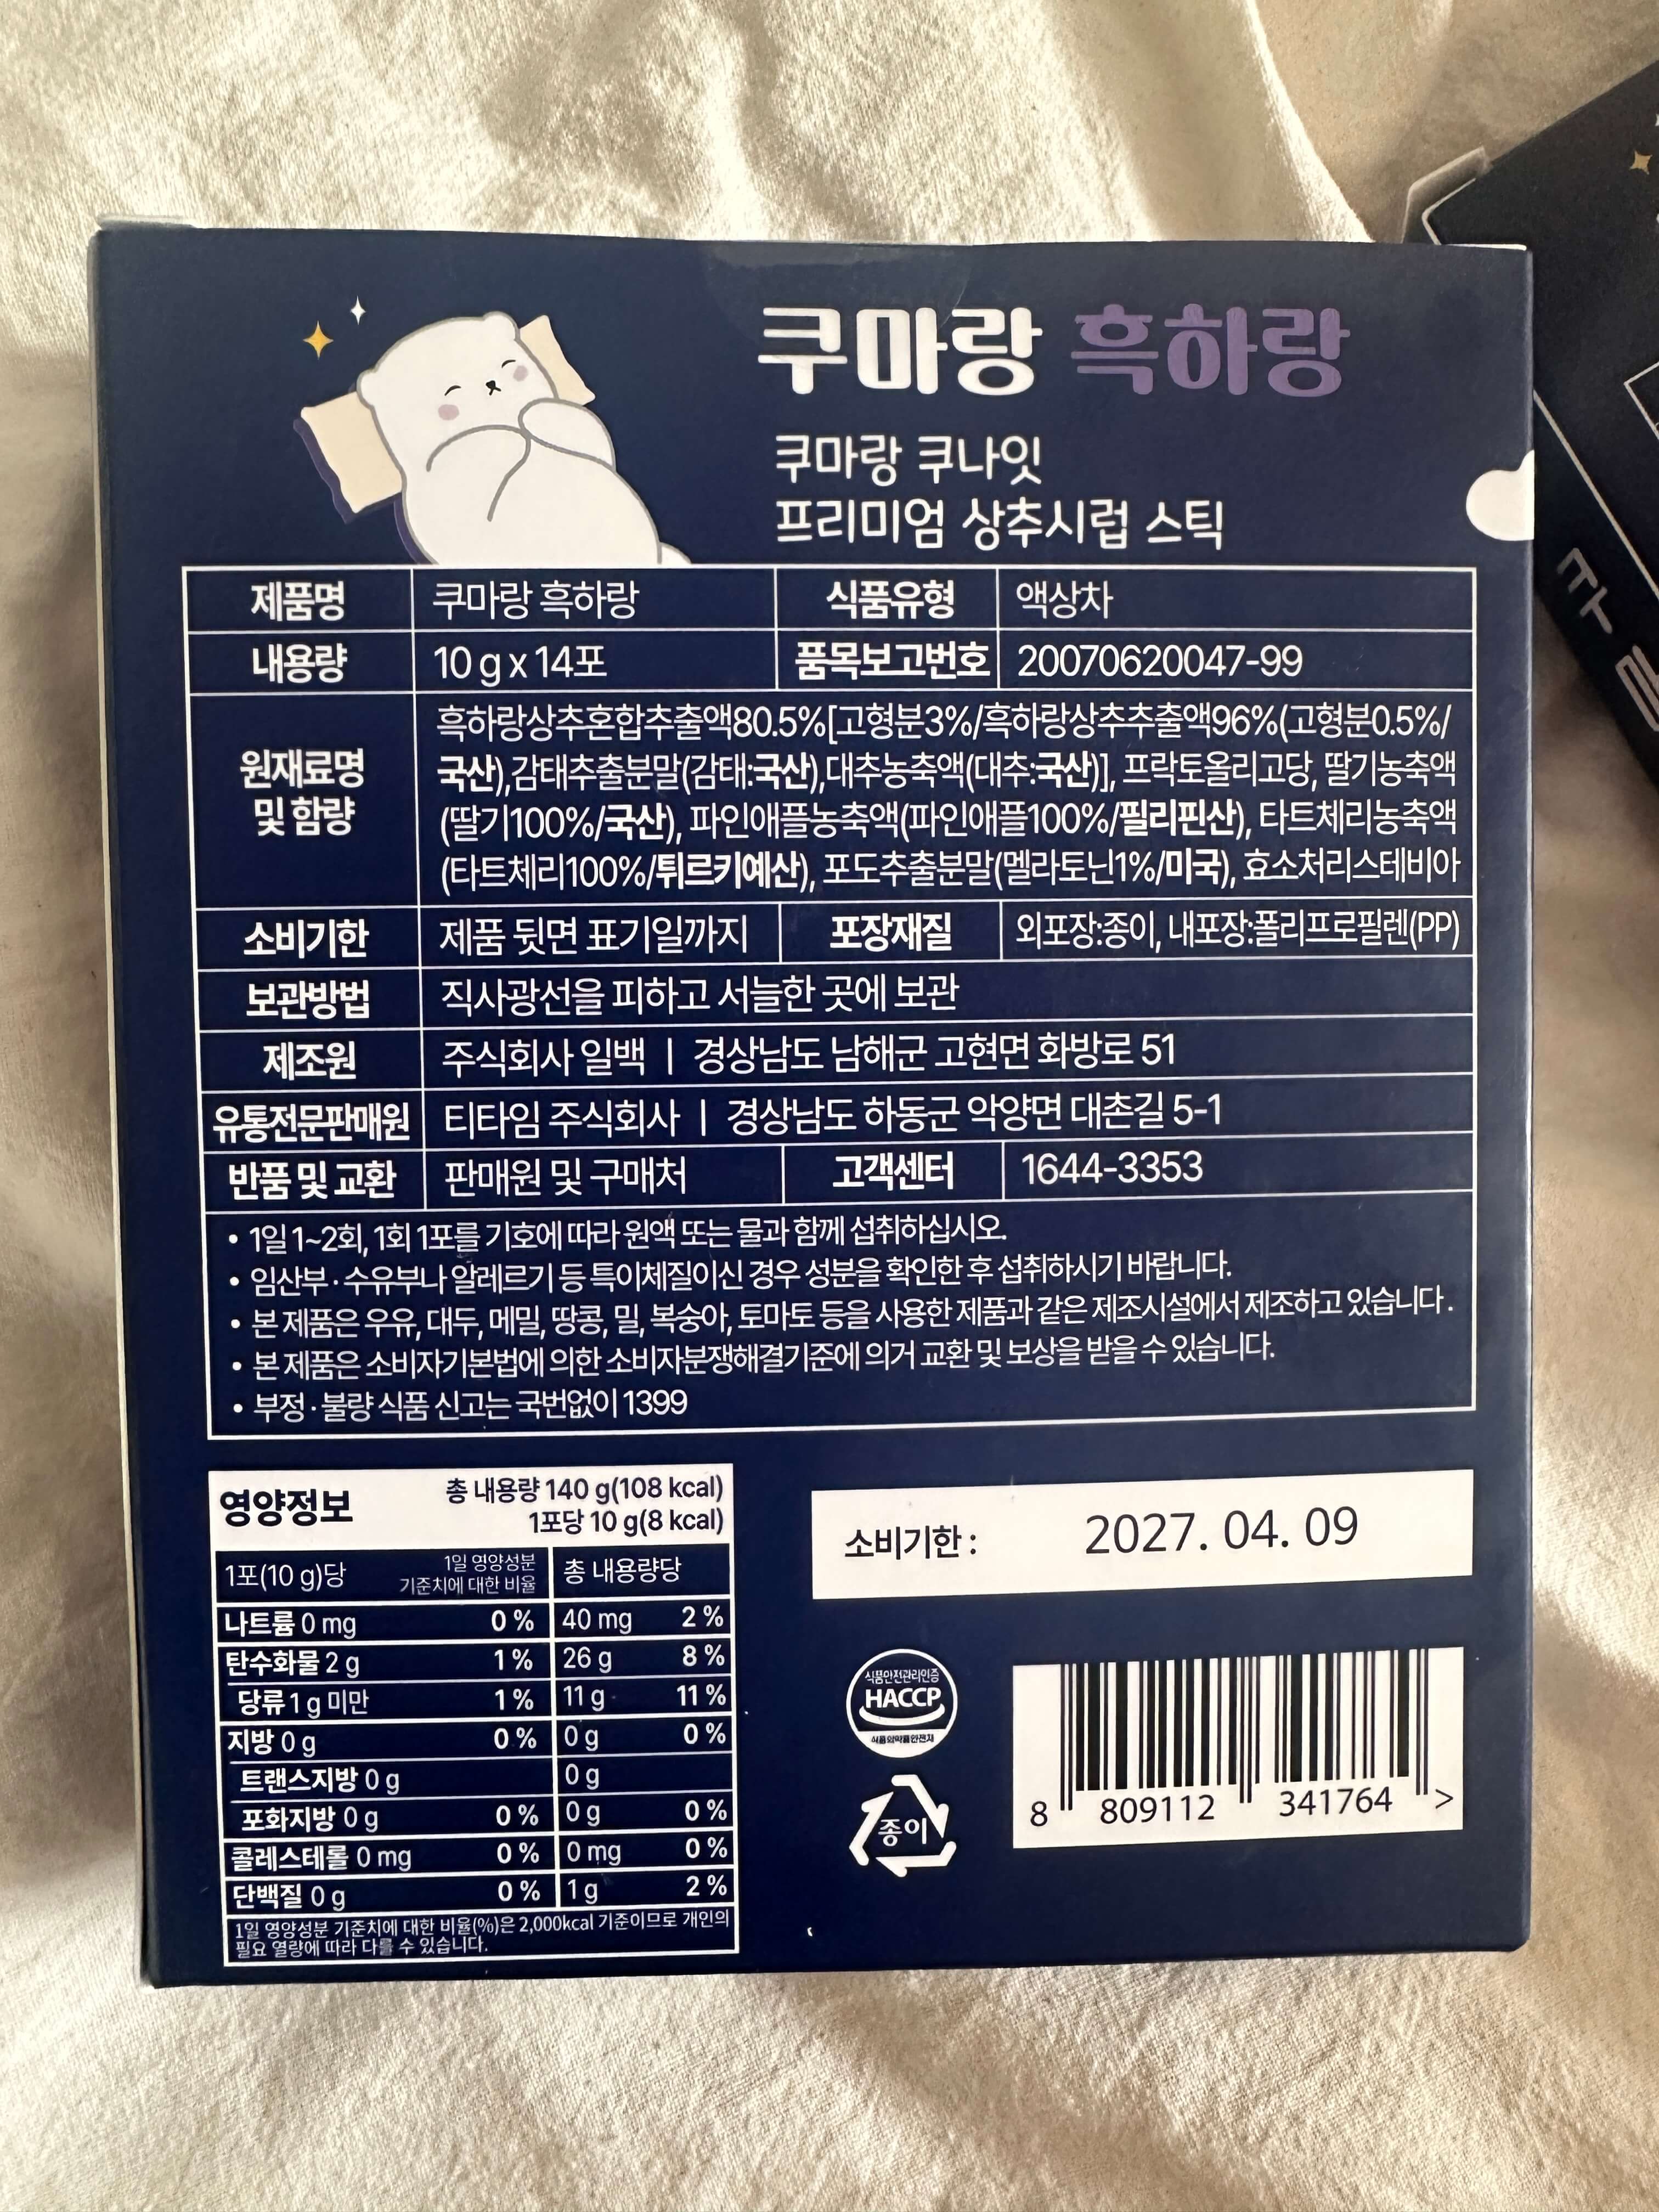 쿠마랑 흑하랑
쿠마랑 쿠나잇
프리미엄 상추시럽 스틱
제품명 쿠마랑 흑하랑 식품유형 액상차
내용량 10 g x 14포 품목보고번호 20070620047-99
원재료명
및 함량
흑하랑상추혼합추출액80.5%[고형분3%/흑하랑상추추출액96%(고형분0.5%/
국산),감태추출분말(감태:국산),대추농축액(대추:국산)], 프락토올리고당, 딸기농축액
(딸기100%/국산), 파인애플농축액(파인애플100%/필리핀산), 타트체리농축액
(타트체리100%/튀르키예산), 포도추출분말(멜라토닌1%/미국), 효소처리스테비아
소비기한 제품 뒷면 표기일까지 포장재질 외포장:종이, 내포장:폴리프로필렌(PP)
보관방법 직사광선을 피하고 서늘한 곳에 보관
제조원 주식회사 일백 | 경상남도 남해군 고현면 화방로 51
유통전문판매원 티타임 주식회사 | 경상남도 하동군 악양면 대촌길 5-1
반품 및 교환 판매원 및 구매처 고객센터 1644-3353
• 1일 1~2회, 1회 1포를 기호에 따라 원액 또는 물과 함께 섭취하십시오.
• 임산부·수유부나 알레르기 등 특이체질이신 경우 성분을 확인한 후 섭취하시기 바랍니다.
• 본 제품은 우유, 대두, 메밀, 땅콩, 밀, 복숭아, 토마토 등을 사용한 제품과 같은 제조시설에서 제조하고 있습니다.
• 본 제품은 소비자기본법에 의한 소비자분쟁해결기준에 의거 교환 및 보상을 받을 수 있습니다.
• 부정·불량 식품 신고는 국번없이 1399
영양정보
총 내용량 140 g(108 kcal)
1포당 10 g(8 kcal)
1포(10 g)당 1일 영양성분
기준치에 대한 비율
총 내용량당
나트륨 0 mg 0 % 40 mg 2 %
탄수화물 2 g 1 % 26 g 8 %
당류 1 g 미만 1 % 11 g 11 %
지방 0 g 0 % 0 g 0 %
트랜스지방 0 g 0 g
포화지방 0 g 0 % 0 g 0 %
콜레스테롤 0 mg 0 % 0 mg 0 %
단백질 0 g 0 % 1 g 2 %
1일 영양성분 기준치에 대한 비율(%)은 2,000kcal 기준이므로 개인의
필요 열량에 따라 다를 수 있습니다.
소비기한 : 2027. 04. 09
식품안전관리인증
HACCP
식품의약품안전처
종이
8 809112 341764 >